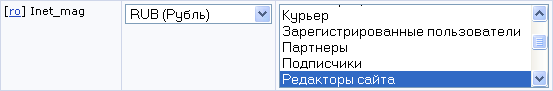 [ro] Inet_mag
RUB (Рубль)
Курьер
Зарегистрированные пользователи
Партнеры
Подписчики
Редакторы сайта